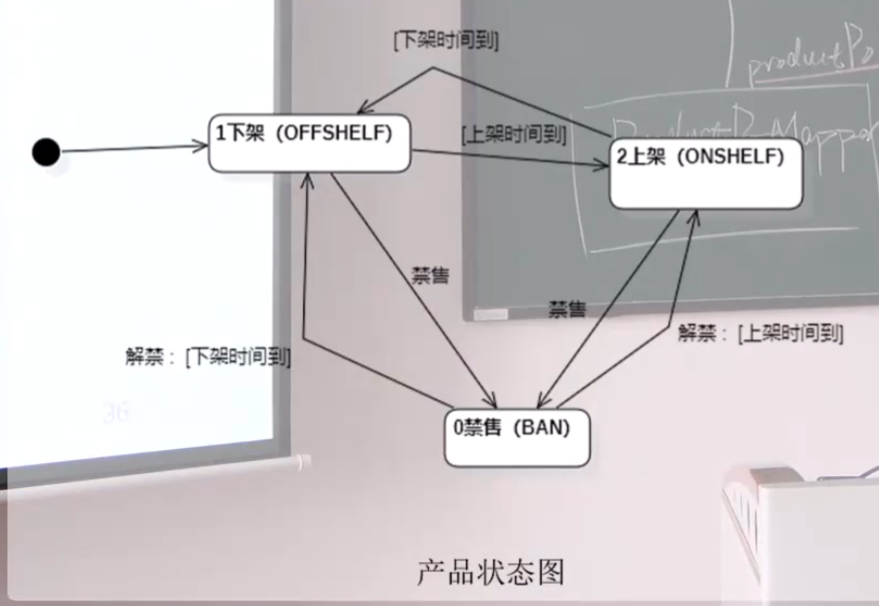 [下架时间到]
productPo
1下架（OFFSHELF）
[上架时间到]
2上架（ONSHELF）
禁售
禁售
解禁：[下架时间到]
解禁：[上架时间到]
36
0禁售（BAN）
产品状态图